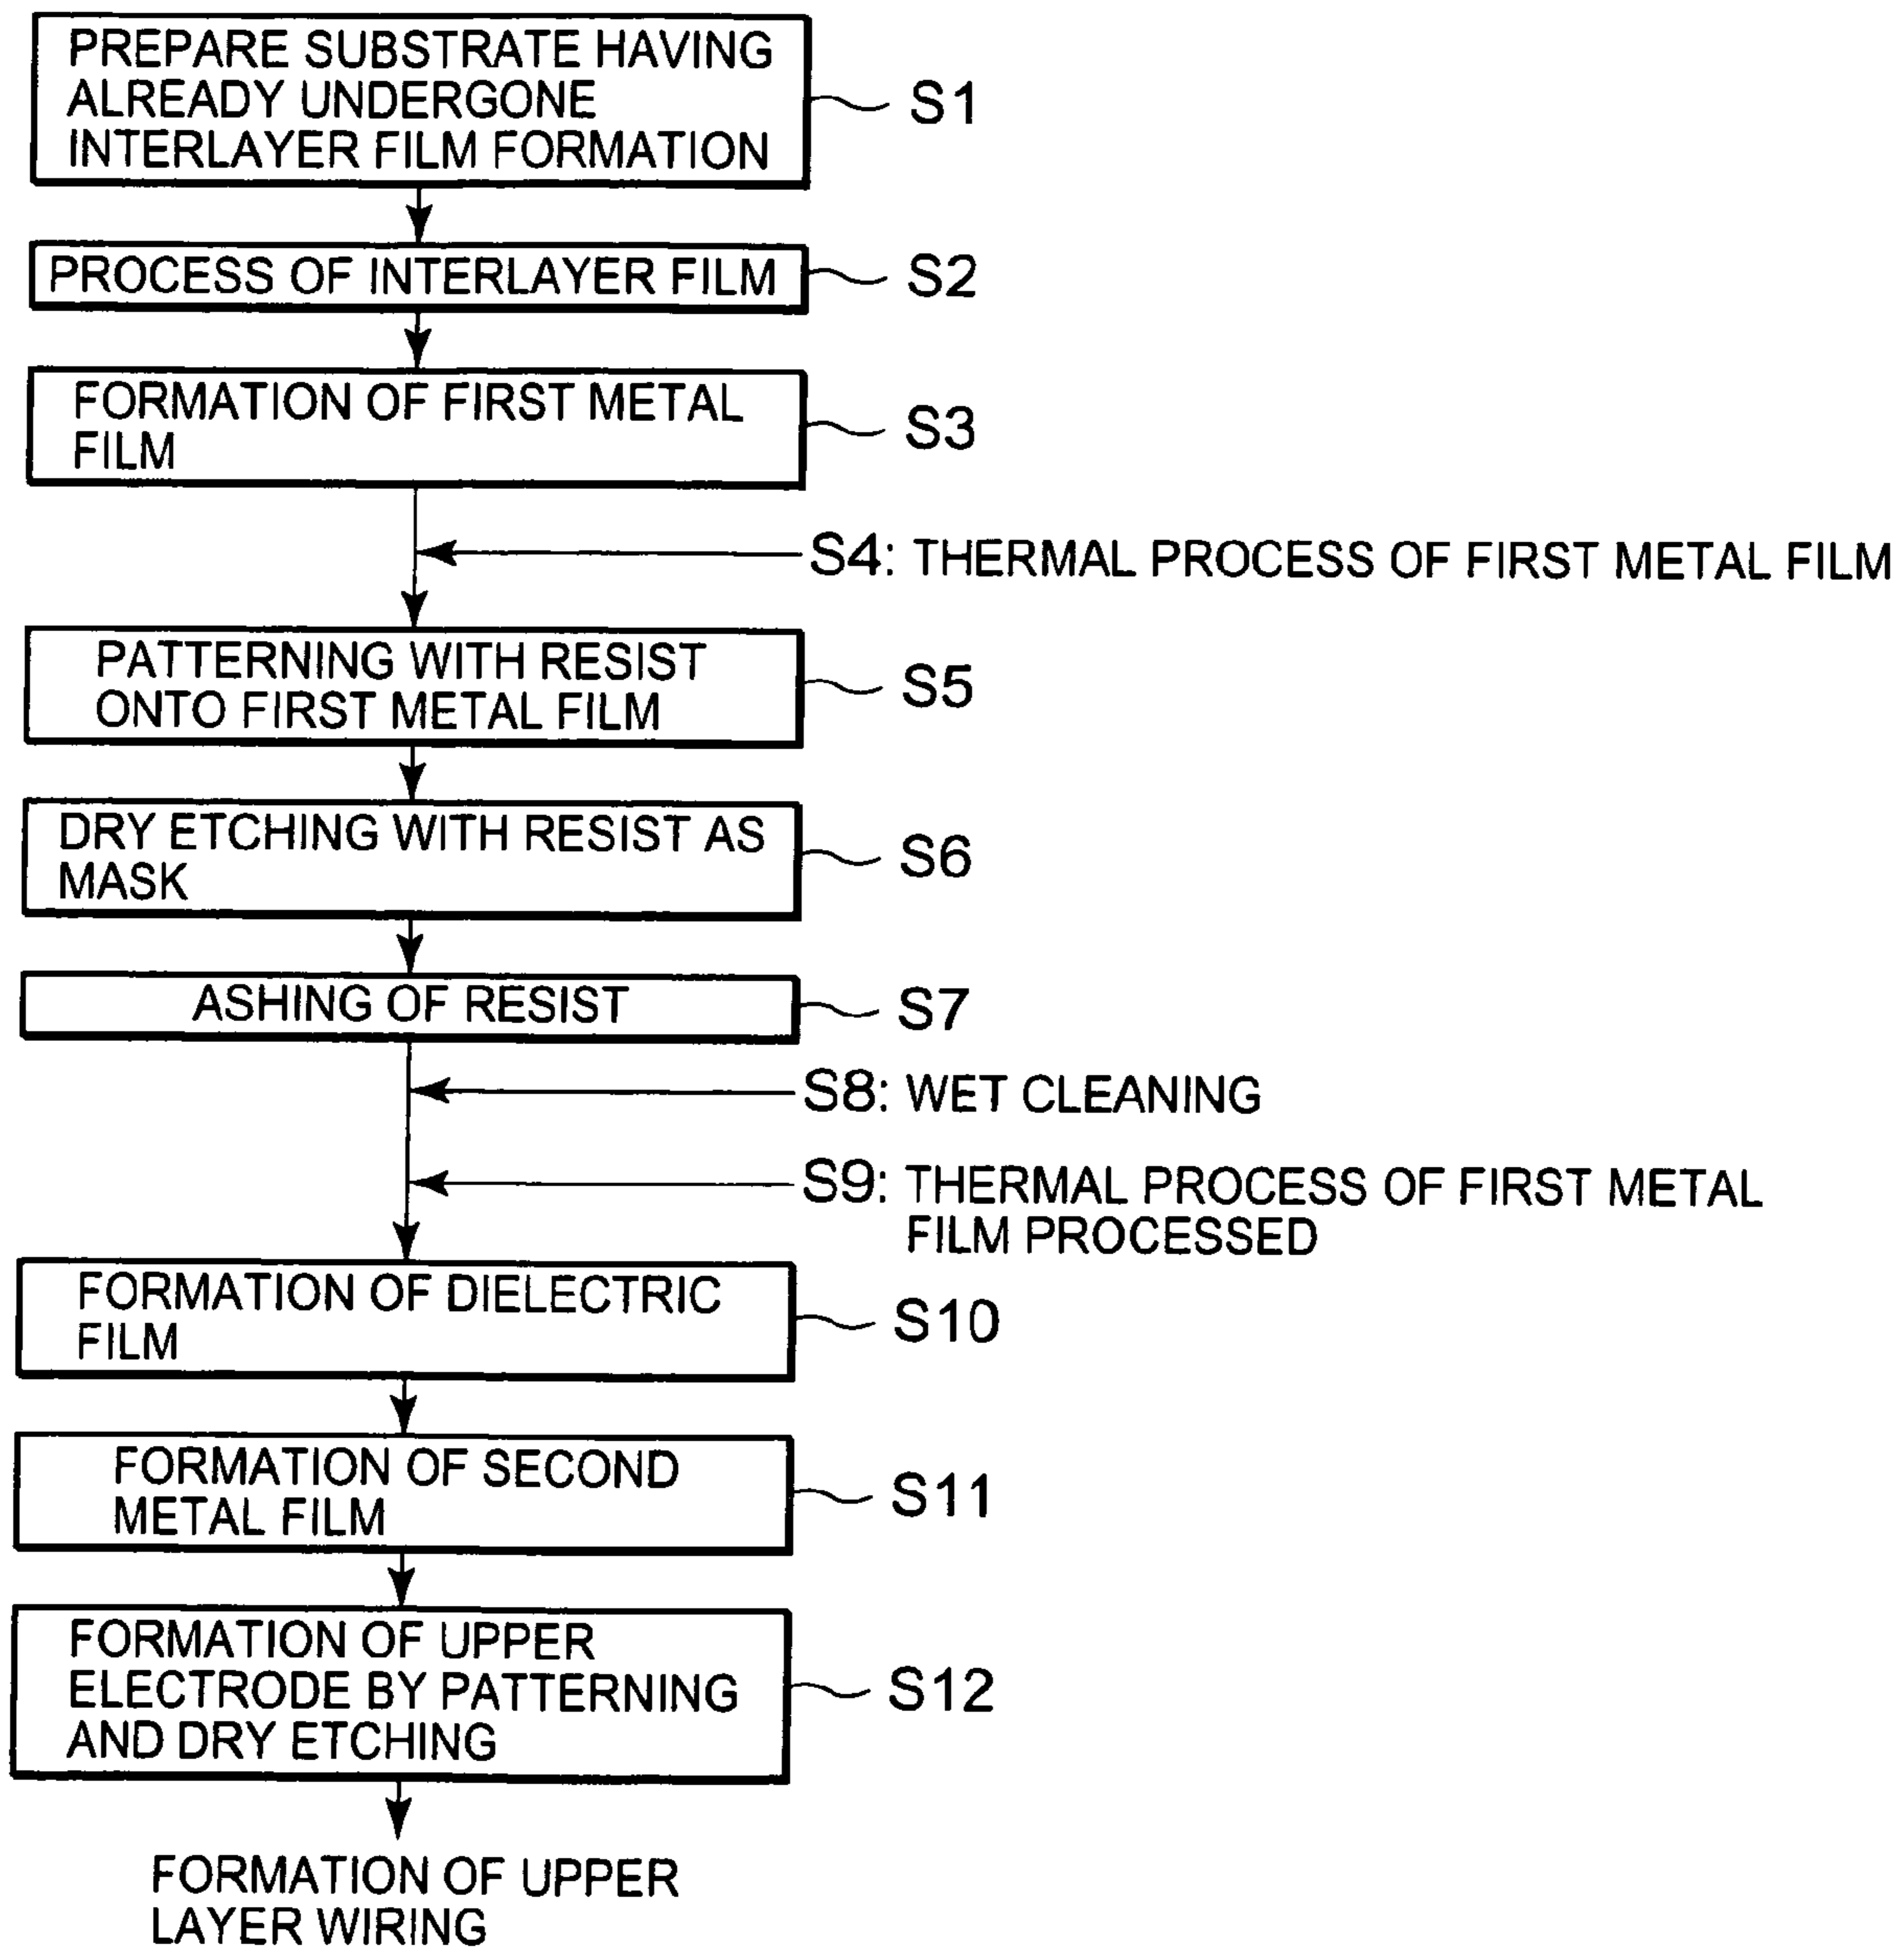 PREPARE SUBSTRATE HAVING
ALREADY UNDERGONE
INTERLAYER FILM FORMATION
S1
PROCESS OF INTERLAYER FILM
S2
FORMATION OF FIRST METAL
FILM
S3
S4: THERMAL PROCESS OF FIRST METAL FILM
PATTERNING WITH RESIST
ONTO FIRST METAL FILM
S5
DRY ETCHING WITH RESIST AS
MASK
S6
ASHING OF RESIST
S7
S8: WET CLEANING
S9: THERMAL PROCESS OF FIRST METAL
FILM PROCESSED
FORMATION OF DIELECTRIC
FILM
S10
FORMATION OF SECOND
METAL FILM
S11
FORMATION OF UPPER
ELECTRODE BY PATTERNING
AND DRY ETCHING
S12
FORMATION OF UPPER
LAYER WIRING